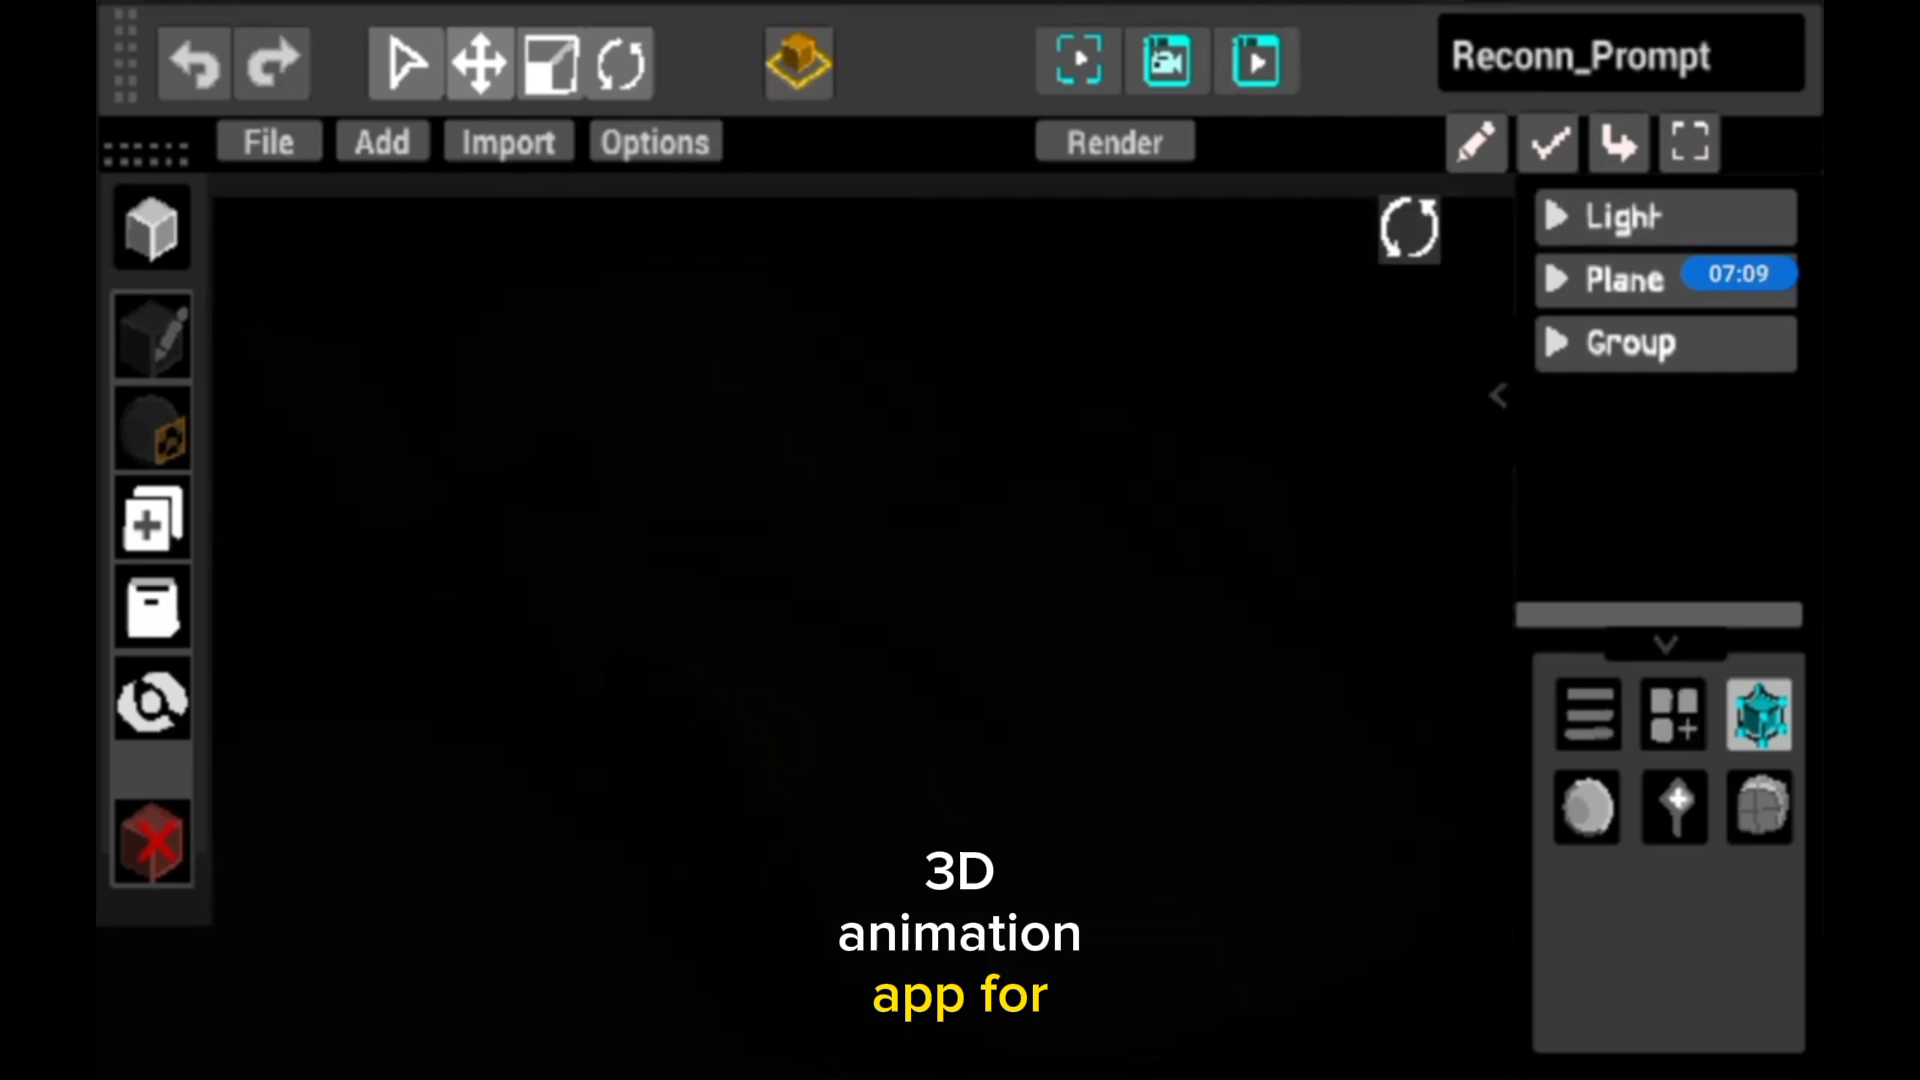 Reconn_Prompt
File Add Import Options Render
Light
Plane 07:09
Group
3D
animation
app for